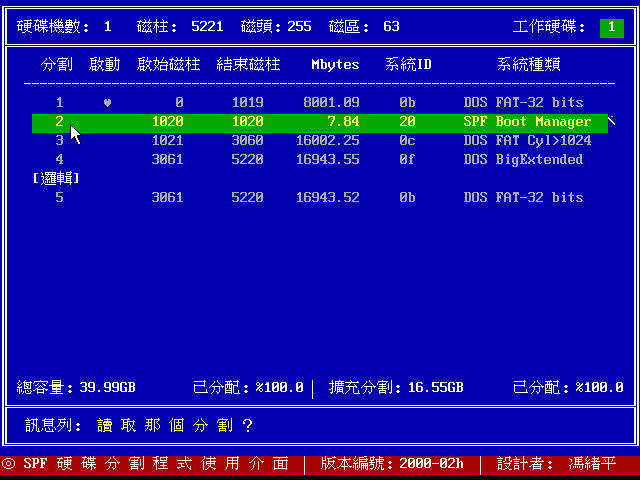 硬碟機數: 1 磁柱: 5221 磁頭:255 磁區: 63 工作硬碟: 1
分割 啟動 啟始磁柱 結束磁柱 Mbytes 系統ID 系統種類
1 ♥ 0 1019 8001.09 0b DOS FAT-32 bits
2 1020 1020 7.84 20 SPF Boot Manager
3 1021 3060 16002.25 0c DOS FAT Cyl>1024
4 3061 5220 16943.55 0f DOS BigExtended
[邏輯]
5 3061 5220 16943.52 0b DOS FAT-32 bits
總容量:39.99GB 已分配:%100.0 │ 擴充分割:16.55GB 已分配:%100.0
訊息列: 讀 取 那 個 分 割 ?
◎ SPF 硬 碟 分 割 程 式 使 用 介 面 │ 版本編號:2000-02h │ 設計者: 馮緒平